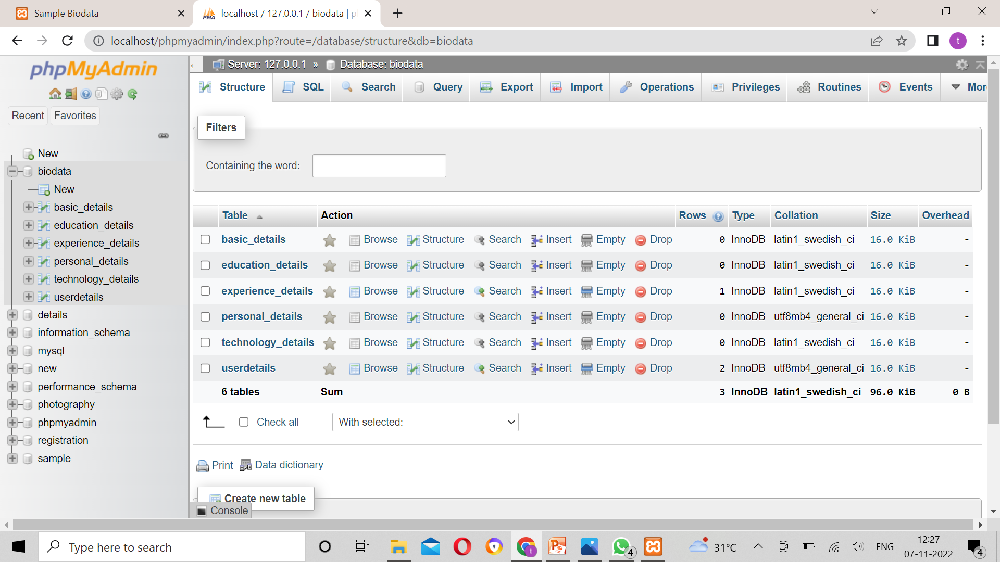 Sample Biodata
localhost / 127.0.0.1 / biodata | p
localhost/phpmyadmin/index.php?route=/database/structure&db=biodata
t
phpMyAdmin
Recent
Favorites
New
biodata
New
basic_details
education_details
experience_details
personal_details
technology_details
userdetails
details
information_schema
mysql
new
performance_schema
photography
phpmyadmin
registration
sample
Server: 127.0.0.1 » Database: biodata
Structure SQL Search Query Export Import Operations Privileges Routines Events Mor
Filters
Containing the word:
Table Action Rows Type Collation Size Overhead
basic_details Browse Structure Search Insert Empty Drop 0 InnoDB latin1_swedish_ci 16.0 KiB -
education_details Browse Structure Search Insert Empty Drop 0 InnoDB latin1_swedish_ci 16.0 KiB -
experience_details Browse Structure Search Insert Empty Drop 1 InnoDB latin1_swedish_ci 16.0 KiB -
personal_details Browse Structure Search Insert Empty Drop 0 InnoDB utf8mb4_general_ci 16.0 KiB -
technology_details Browse Structure Search Insert Empty Drop 0 InnoDB latin1_swedish_ci 16.0 KiB -
userdetails Browse Structure Search Insert Empty Drop 2 InnoDB utf8mb4_general_ci 16.0 KiB -
6 tables Sum 3 InnoDB latin1_swedish_ci 96.0 KiB 0 B
Check all With selected:
Print Data dictionary
Create new table
Console
Type here to search
t
4
31°C
ENG
12:27
07-11-2022
4